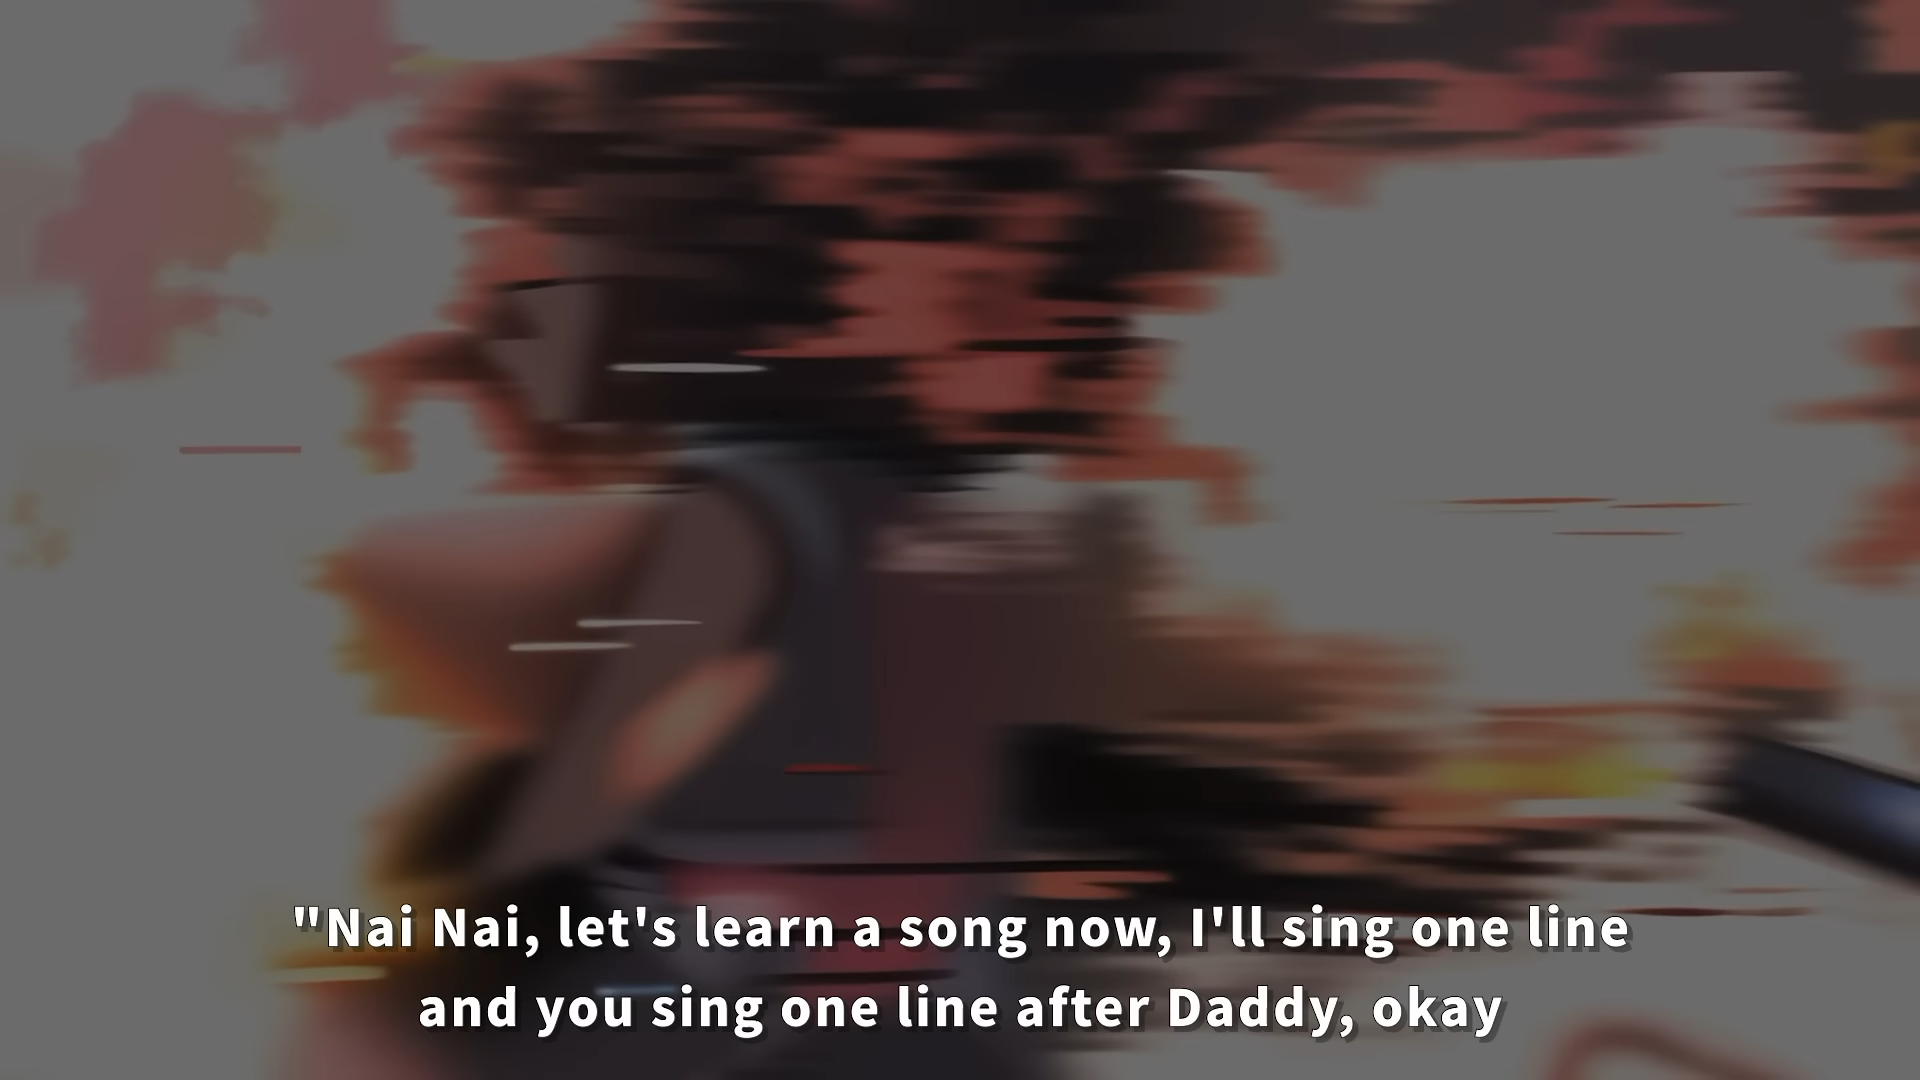 "Nai Nai, let's learn a song now, I'll sing one line
and you sing one line after Daddy, okay